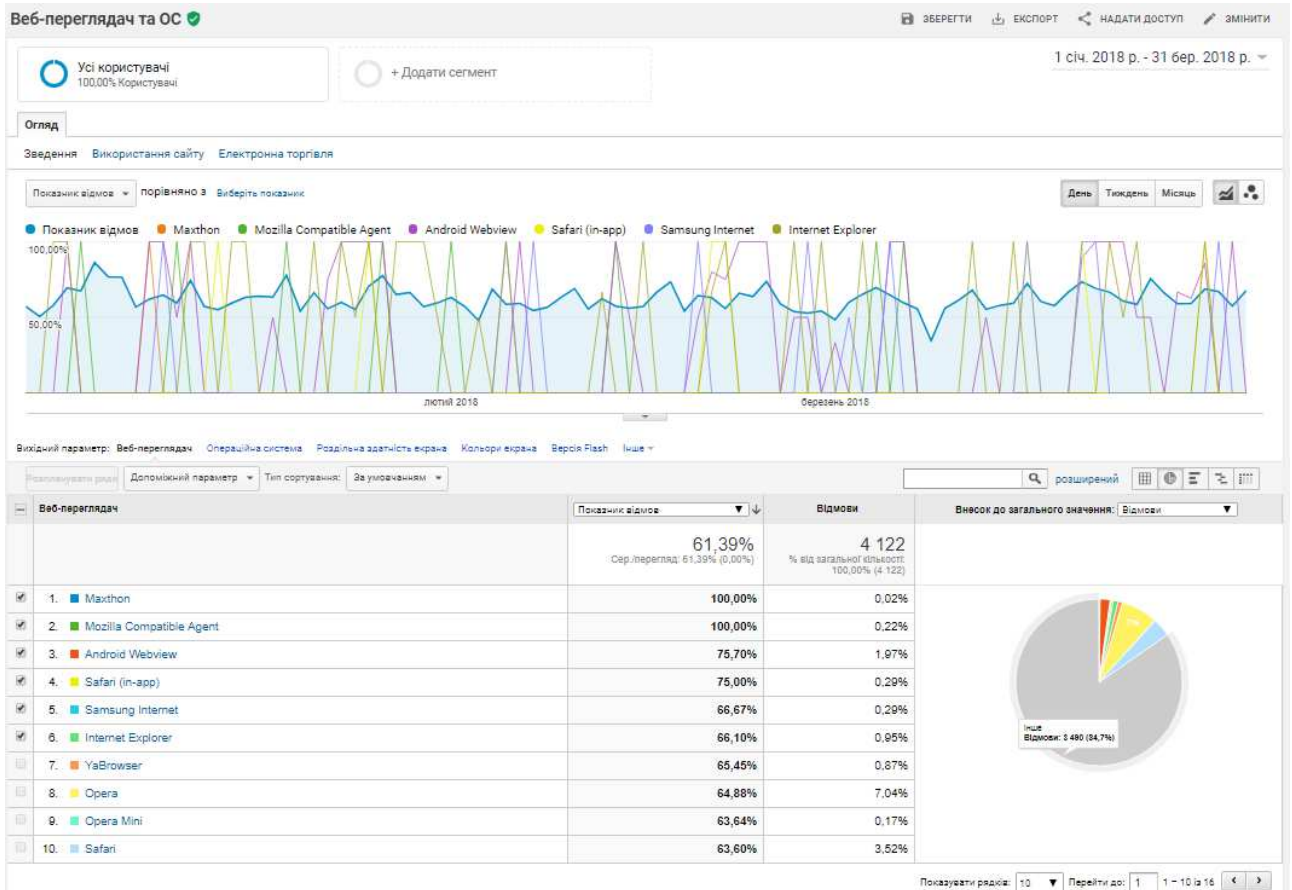 Веб-переглядач та ОС
ЗБЕРЕГТИ ЕКСПОРТ НАДАТИ ДОСТУП ЗМІНИТИ
Усі користувачі
100,00% Користувачі
+ Додати сегмент
1 січ. 2018 р. - 31 бер. 2018 р.
Огляд
Зведення Використання сайту Електронна торгівля
Показник відмов порівняно з Виберіть показник
День Тиждень Місяць
Показник відмов Maxthon Mozilla Compatible Agent Android Webview Safari (in-app) Samsung Internet Internet Explorer
100,00%
50,00%
лютий 2018 березень 2018
Вихідний параметр: Веб-переглядач Операційна система Роздільна здатність екрана Кольори екрана Версія Flash Інше
Допоміжний параметр Тип сортування: За умовчанням
розширений
Веб-переглядач Показник відмов Відмови Внесок до загального значення: Відмови
61,39% 4 122
Сер./перегляд: 61,39% (0,00%) % від загальної кількості:
100,00% (4 122)
1. Maxthon 100,00% 0,02%
2. Mozilla Compatible Agent 100,00% 0,22%
3. Android Webview 75,70% 1,97%
4. Safari (in-app) 75,00% 0,29%
5. Samsung Internet 66,67% 0,29%
6. Internet Explorer 66,10% 0,95%
7. YaBrowser 65,45% 0,87%
8. Opera 64,88% 7,04%
9. Opera Mini 63,64% 0,17%
10. Safari 63,60% 3,52%
Інше
Відмови: 3 490 (84,7%)
Показувати рядків: 10 Перейти до: 1 1 – 10 із 16